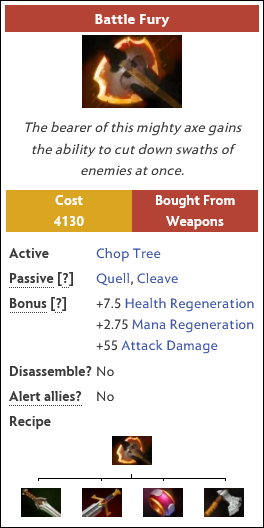 Battle Fury
The bearer of this mighty axe gains
the ability to cut down swaths of
enemies at once.
Cost
4130
Bought From
Weapons
Active Chop Tree
Passive [?] Quell, Cleave
Bonus [?] +7.5 Health Regeneration
+2.75 Mana Regeneration
+55 Attack Damage
Disassemble? No
Alert allies? No
Recipe